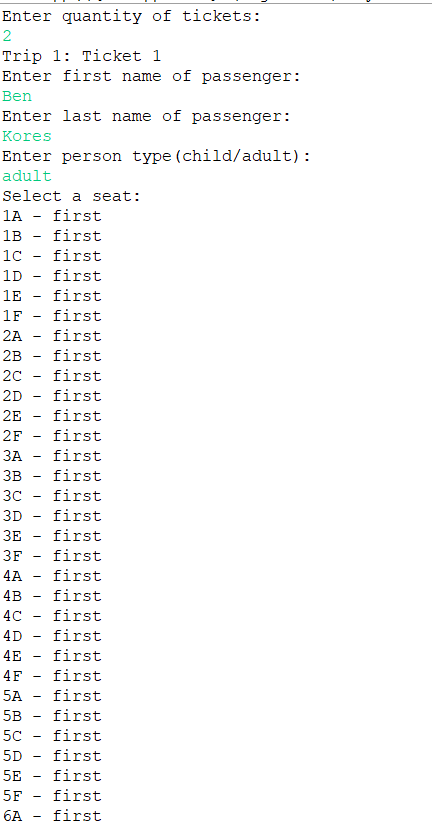 Enter quantity of tickets:
2
Trip 1: Ticket 1
Enter first name of passenger:
Ben
Enter last name of passenger:
Kores
Enter person type(child/adult):
adult
Select a seat:
1A - first
1B - first
1C - first
1D - first
1E - first
1F - first
2A - first
2B - first
2C - first
2D - first
2E - first
2F - first
3A - first
3B - first
3C - first
3D - first
3E - first
3F - first
4A - first
4B - first
4C - first
4D - first
4E - first
4F - first
5A - first
5B - first
5C - first
5D - first
5E - first
5F - first
6A - first